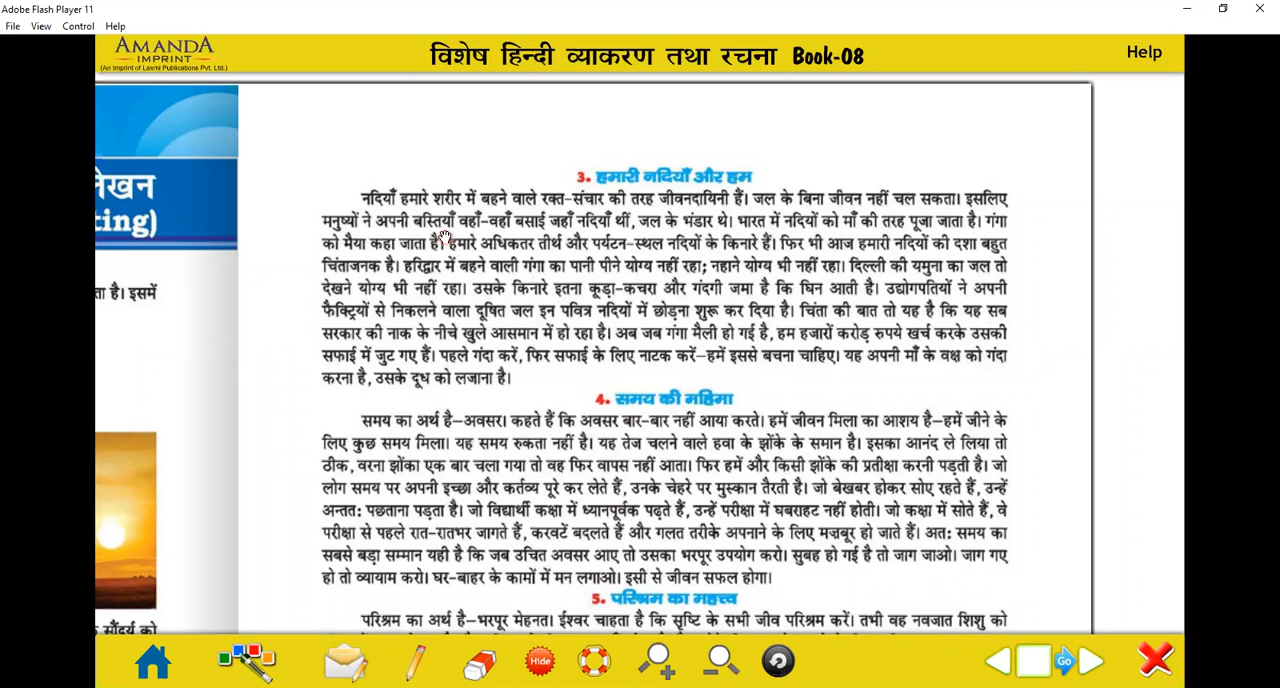 Adobe Flash Player 11
File View Control Help
AMANDA
IMPRINT
(An Imprint of Laxmi Publications Pvt. Ltd.)
विशेष हिन्दी व्याकरण तथा रचना Book-08
Help
लेखन
ting)
ता है। इसमें
सौंदर्य को
3. हमारी नदियाँ और हम
नदियाँ हमारे शरीर में बहने वाले रक्त-संचार की तरह जीवनदायिनी हैं। जल के बिना जीवन नहीं चल सकता। इसलिए
मनुष्यों ने अपनी बस्तियाँ वहाँ-वहाँ बसाई जहाँ नदियाँ थीं, जल के भंडार थे। भारत में नदियों को माँ की तरह पूजा जाता है। गंगा
को मैया कहा जाता है। हमारे अधिकतर तीर्थ और पर्यटन-स्थल नदियों के किनारे हैं। फिर भी आज हमारी नदियों की दशा बहुत
चिंताजनक है। हरिद्वार में बहने वाली गंगा का पानी पीने योग्य नहीं रहा; नहाने योग्य भी नहीं रहा। दिल्ली की यमुना का जल तो
देखने योग्य भी नहीं रहा। उसके किनारे इतना कूड़ा-कचरा और गंदगी जमा है कि घिन आती है। उद्योगपतियों ने अपनी
फैक्ट्रियों से निकलने वाला दूषित जल इन पवित्र नदियों में छोड़ना शुरू कर दिया है। चिंता की बात तो यह है कि यह सब
सरकार की नाक के नीचे खुले आसमान में हो रहा है। अब जब गंगा मैली हो गई है, हम हजारों करोड़ रुपये खर्च करके उसकी
सफाई में जुट गए हैं। पहले गंदा करें, फिर सफाई के लिए नाटक करें–हमें इससे बचना चाहिए। यह अपनी माँ के वक्ष को गंदा
करना है, उसके दूध को लजाना है।
4. समय की महिमा
समय का अर्थ है–अवसर। कहते हैं कि अवसर बार-बार नहीं आया करते। हमें जीवन मिला का आशय है–हमें जीने के
लिए कुछ समय मिला। यह समय रुकता नहीं है। यह तेज चलने वाले हवा के झोंके के समान है। इसका आनंद ले लिया तो
ठीक, वरना झोंका एक बार चला गया तो वह फिर वापस नहीं आता। फिर हमें और किसी झोंके की प्रतीक्षा करनी पड़ती है। जो
लोग समय पर अपनी इच्छा और कर्तव्य पूरे कर लेते हैं, उनके चेहरे पर मुस्कान तैरती है। जो बेखबर होकर सोए रहते हैं, उन्हें
अन्तत: पछताना पड़ता है। जो विद्यार्थी कक्षा में ध्यानपूर्वक पढ़ते हैं, उन्हें परीक्षा में घबराहट नहीं होती। जो कक्षा में सोते हैं, वे
परीक्षा से पहले रात-रातभर जागते हैं, करवटें बदलते हैं और गलत तरीके अपनाने के लिए मजबूर हो जाते हैं। अत: समय का
सबसे बड़ा सम्मान यही है कि जब उचित अवसर आए तो उसका भरपूर उपयोग करो। सुबह हो गई है तो जाग जाओ। जाग गए
हो तो व्यायाम करो। घर-बाहर के कामों में मन लगाओ। इसी से जीवन सफल होगा।
5. परिश्रम का महत्त्व
परिश्रम का अर्थ है–भरपूर मेहनत। ईश्वर चाहता है कि सृष्टि के सभी जीव परिश्रम करें। तभी वह नवजात शिशु को
Hide
Go